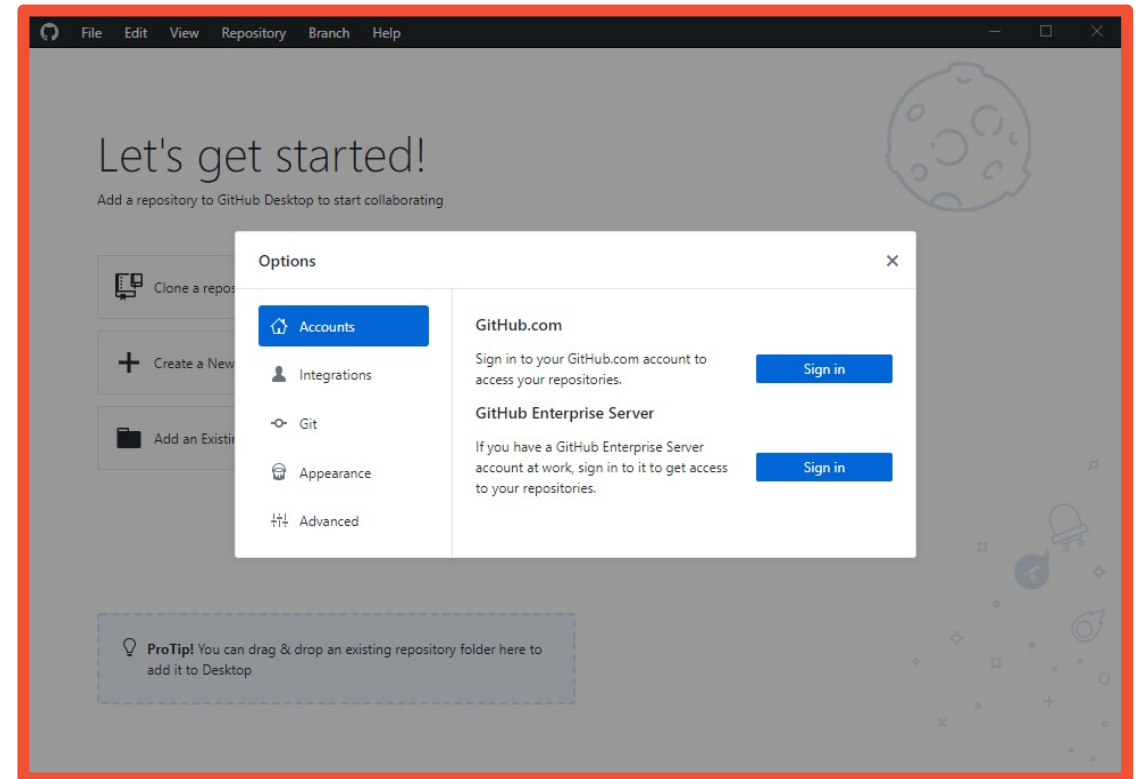 File Edit View Repository Branch Help
Let's get started!
Add a repository to GitHub Desktop to start collaborating
Clone a
Create a New
Add an
Options
Accounts
Integrations
Git
Appearance
Advanced
GitHub.com
Sign in to your GitHub.com account to
access your repositories.
Sign in
GitHub Enterprise Server
If you have a GitHub Enterprise Server
account at work, sign in to it to get access
to your repositories.
Sign in
ProTip! You can drag & drop an existing repository folder here to
add it to Desktop